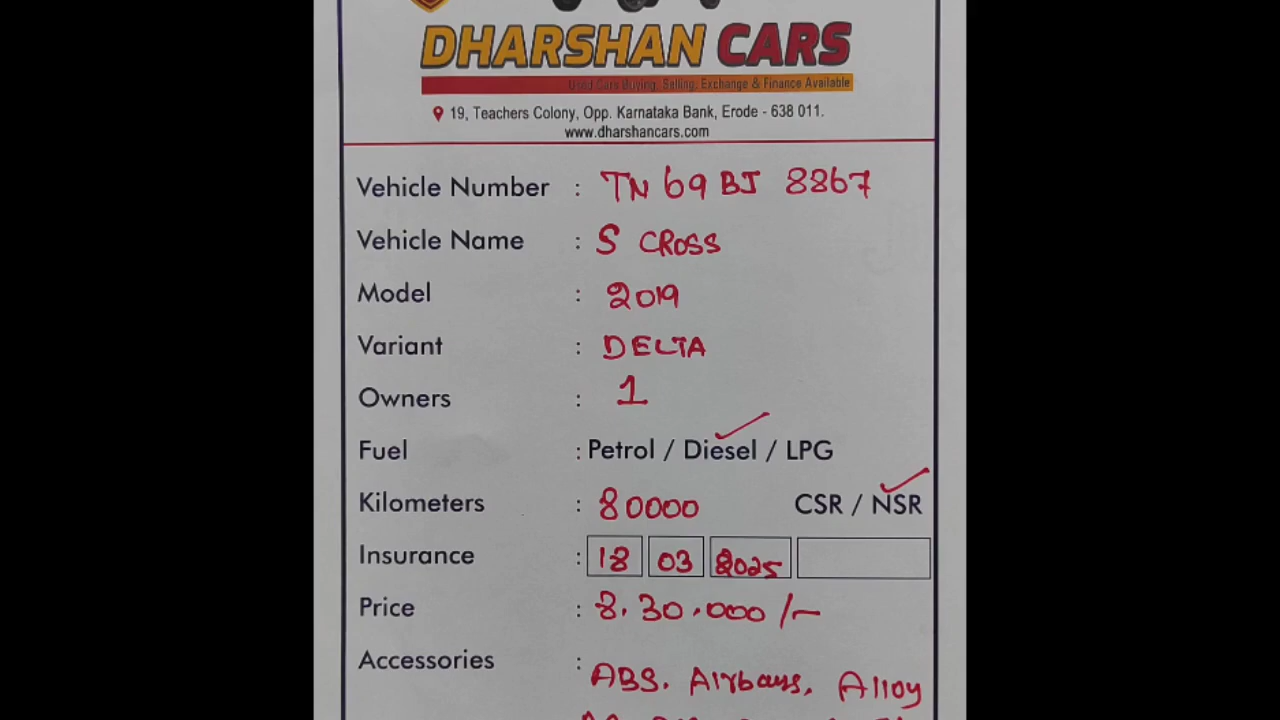 DHARSHAN CARS
Used Cars Buying, Selling, Exchange & Finance Available
19, Teachers Colony, Opp. Karnataka Bank, Erode - 638 011.
www.dharshancars.com
Vehicle Number : TN 69 BJ 8867
Vehicle Name : S CROSS
Model : 2019
Variant : DELTA
Owners : 1
Fuel : Petrol / Diesel / LPG
Kilometers : 80000 CSR / NSR
Insurance : 18 03 2025
Price : 8.30.000/-
Accessories : ABS. Airbags, Alloy